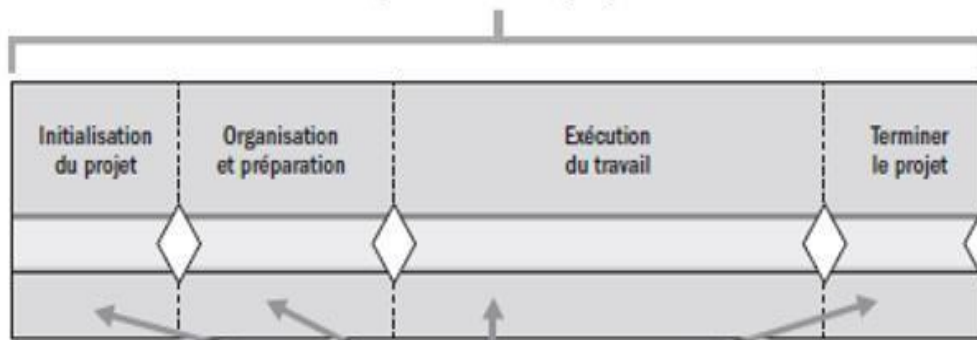 Initialisation
du projet
Organisation
et préparation
Exécution
du travail
Terminer
le projet